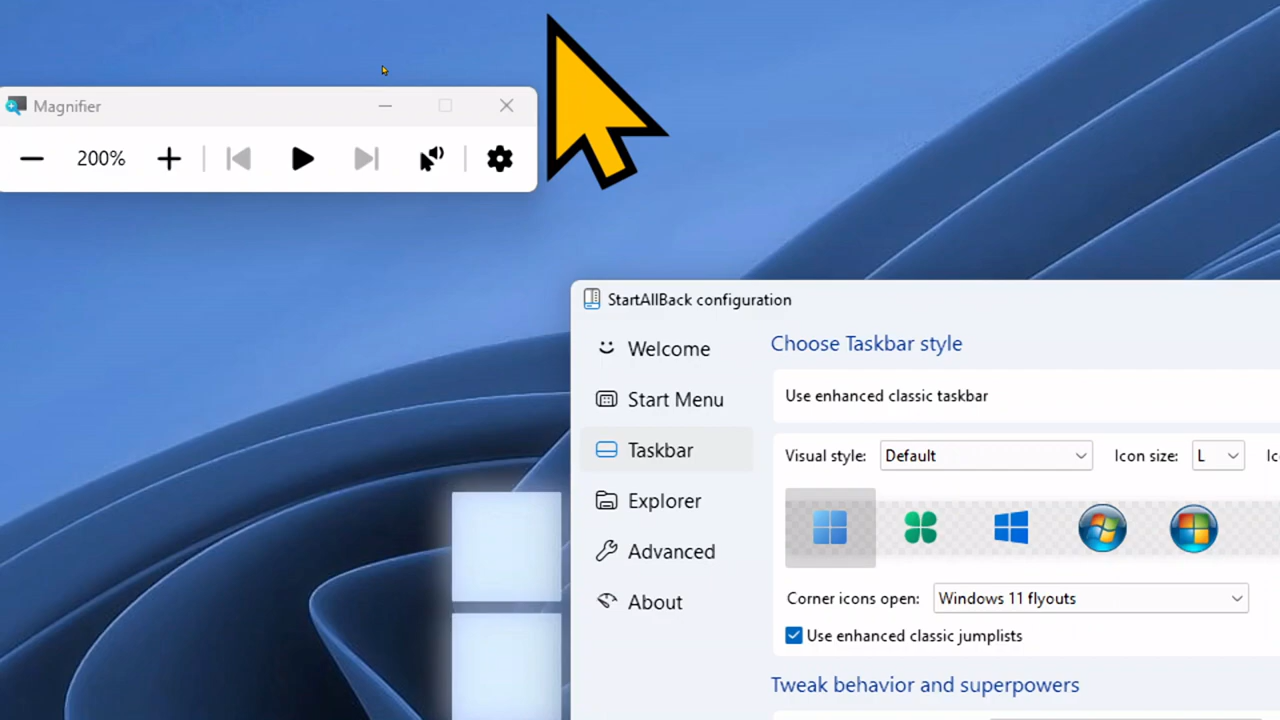 Magnifier
200%
StartAllBack configuration
Welcome
Start Menu
Taskbar
Explorer
Advanced
About
Choose Taskbar style
Use enhanced classic taskbar
Visual style: Default Icon size: L
Corner icons open: Windows 11 flyouts
Use enhanced classic jumplists
Tweak behavior and superpowers